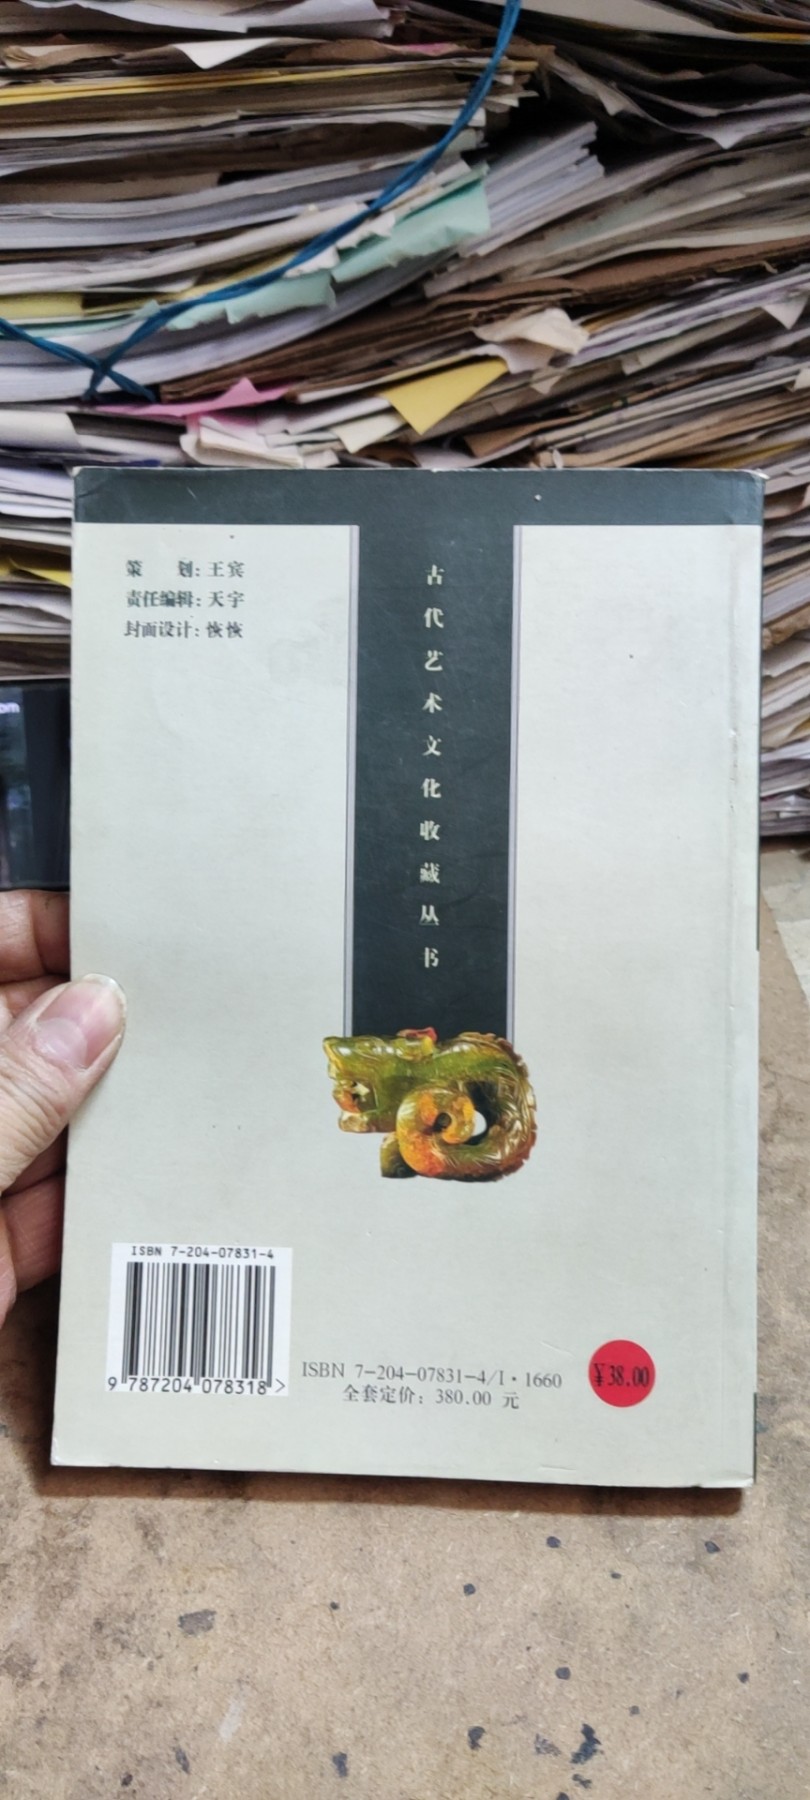 策　　划：王宾
责任编辑：天宇
封面设计：恢恢
古代艺术文化收藏丛书
ISBN 7-204-07831-4
9 787204 078318 >
ISBN 7-204-07831-4/I·1660
全套定价：380.00 元
¥38.00